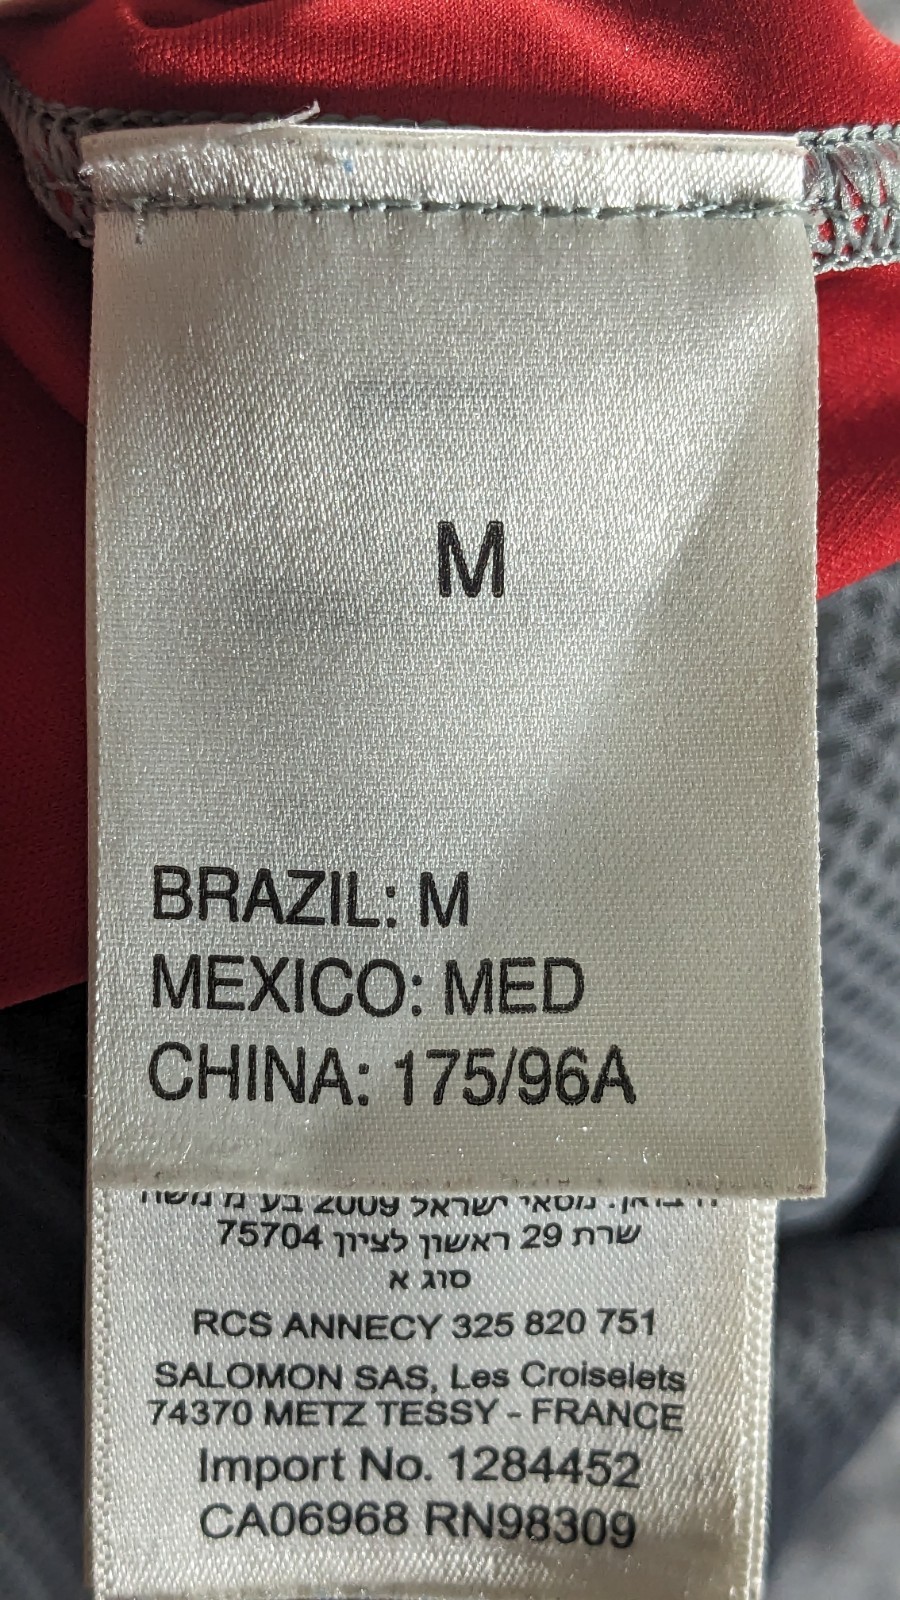 M
BRAZIL: M
MEXICO: MED
CHINA: 175/96A
מסאי ישראל 2009 בע"מ משה
שרת 29 ראשון לציון 75704
סוג א
RCS ANNECY 325 820 751
SALOMON SAS, Les Croiselets
74370 METZ TESSY - FRANCE
Import No. 1284452
CA06968 RN98309